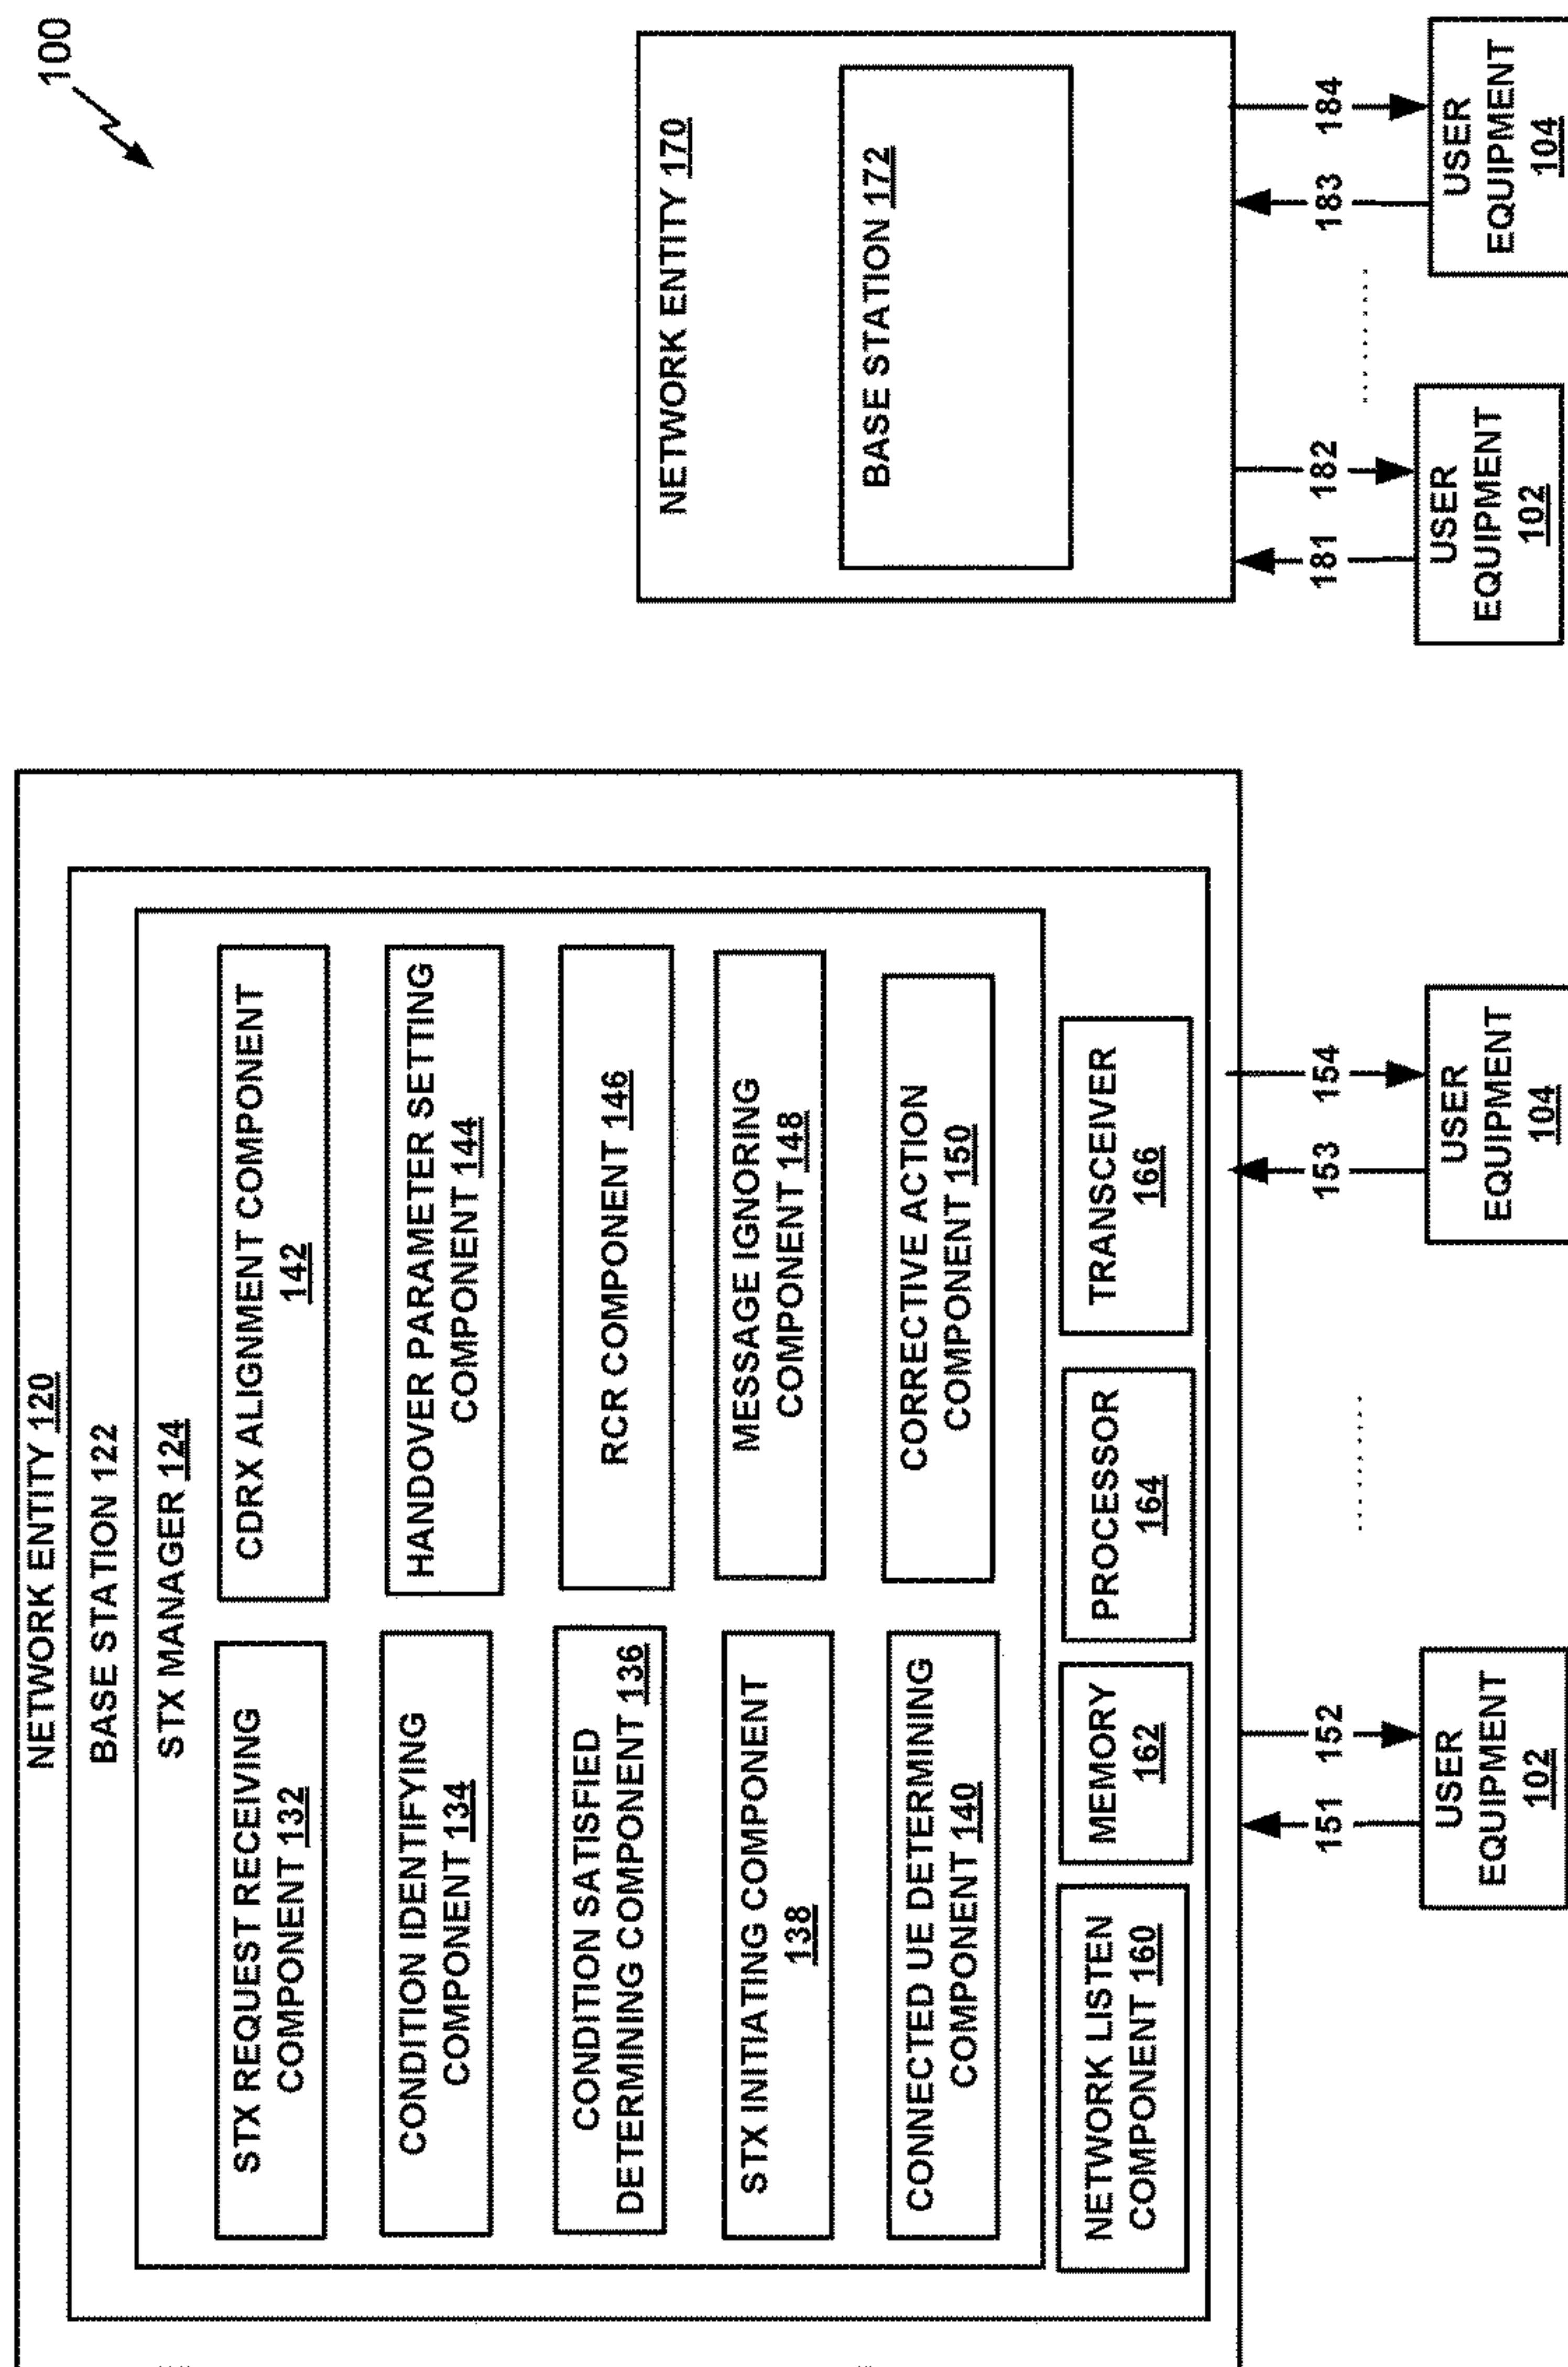 100
NETWORK ENTITY 120
BASE STATION 122
STX MANAGER 124
STX REQUEST RECEIVING
COMPONENT 132
CDRX ALIGNMENT COMPONENT
142
CONDITION IDENTIFYING
COMPONENT 134
HANDOVER PARAMETER SETTING
COMPONENT 144
CONDITION SATISFIED
DETERMINING COMPONENT 136
RCR COMPONENT 146
STX INITIATING COMPONENT
138
MESSAGE IGNORING
COMPONENT 148
CONNECTED UE DETERMINING
COMPONENT 140
CORRECTIVE ACTION
COMPONENT 150
NETWORK LISTEN
COMPONENT 160
MEMORY
162
PROCESSOR
164
TRANSCEIVER
166
151
152
153
154
USER
EQUIPMENT
102
USER
EQUIPMENT
104
NETWORK ENTITY 170
BASE STATION 172
181
182
183
184
USER
EQUIPMENT
102
USER
EQUIPMENT
104